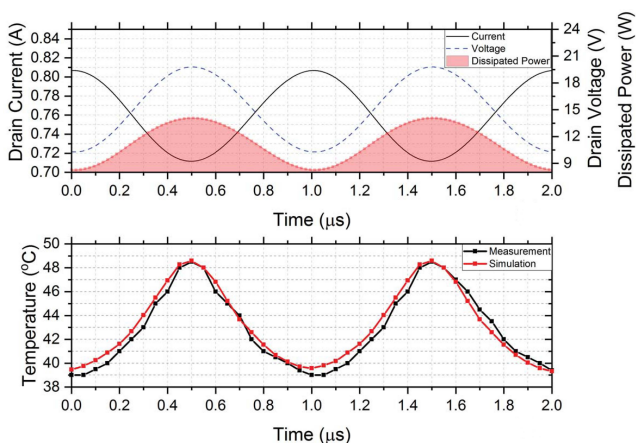 Drain Current (A)
0.84
0.82
0.80
0.78
0.76
0.74
0.72
0.70
Current
Voltage
Dissipated Power
24
21
18
15
12
9
Drain Voltage (V)
Dissipated Power (W)
0.0 0.2 0.4 0.6 0.8 1.0 1.2 1.4 1.6 1.8 2.0
Time (μs)
Temperature (ºC)
50
48
46
44
42
40
38
Measurement
Simulation
0.0 0.2 0.4 0.6 0.8 1.0 1.2 1.4 1.6 1.8 2.0
Time (μs)